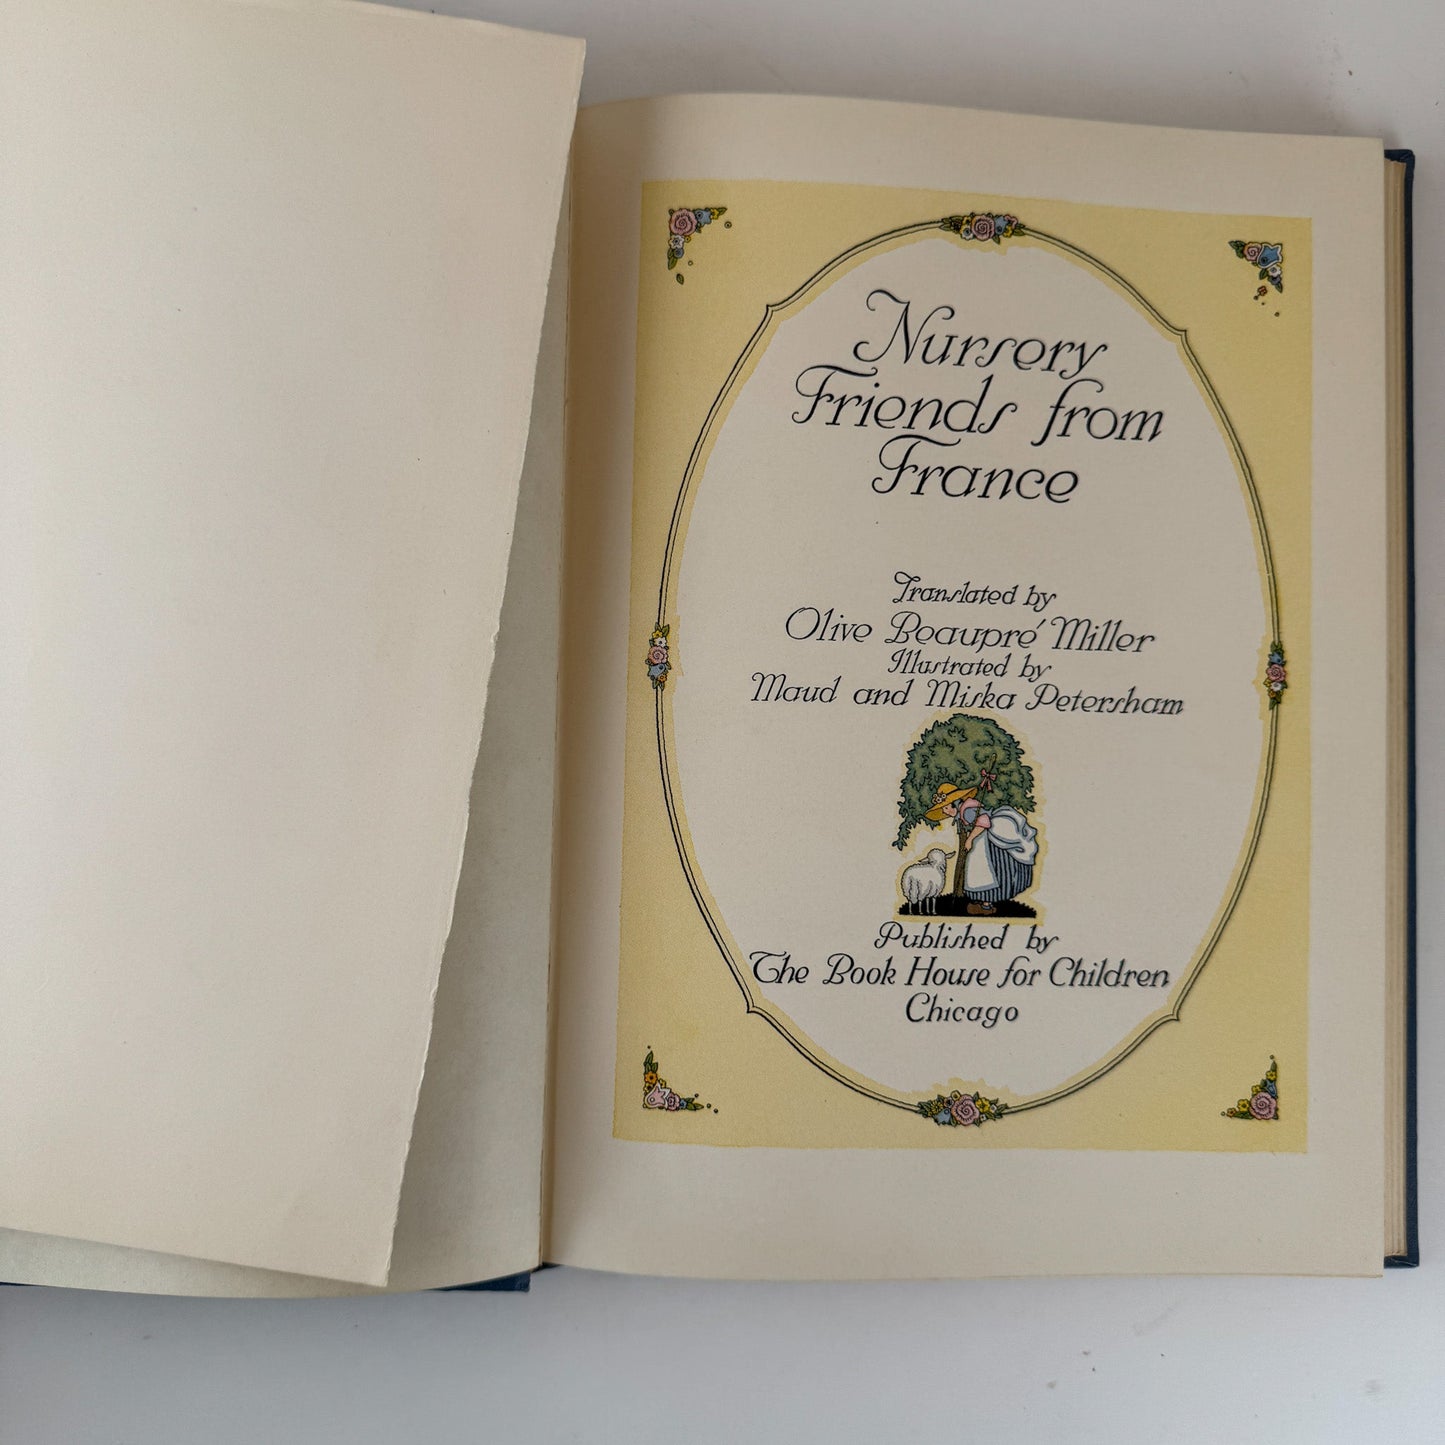 Nursery
Friends from
France
Translated by
Olive Beaupré Miller
Illustrated by
Maud and Miska Petersham
Published by
The Book House for Children
Chicago